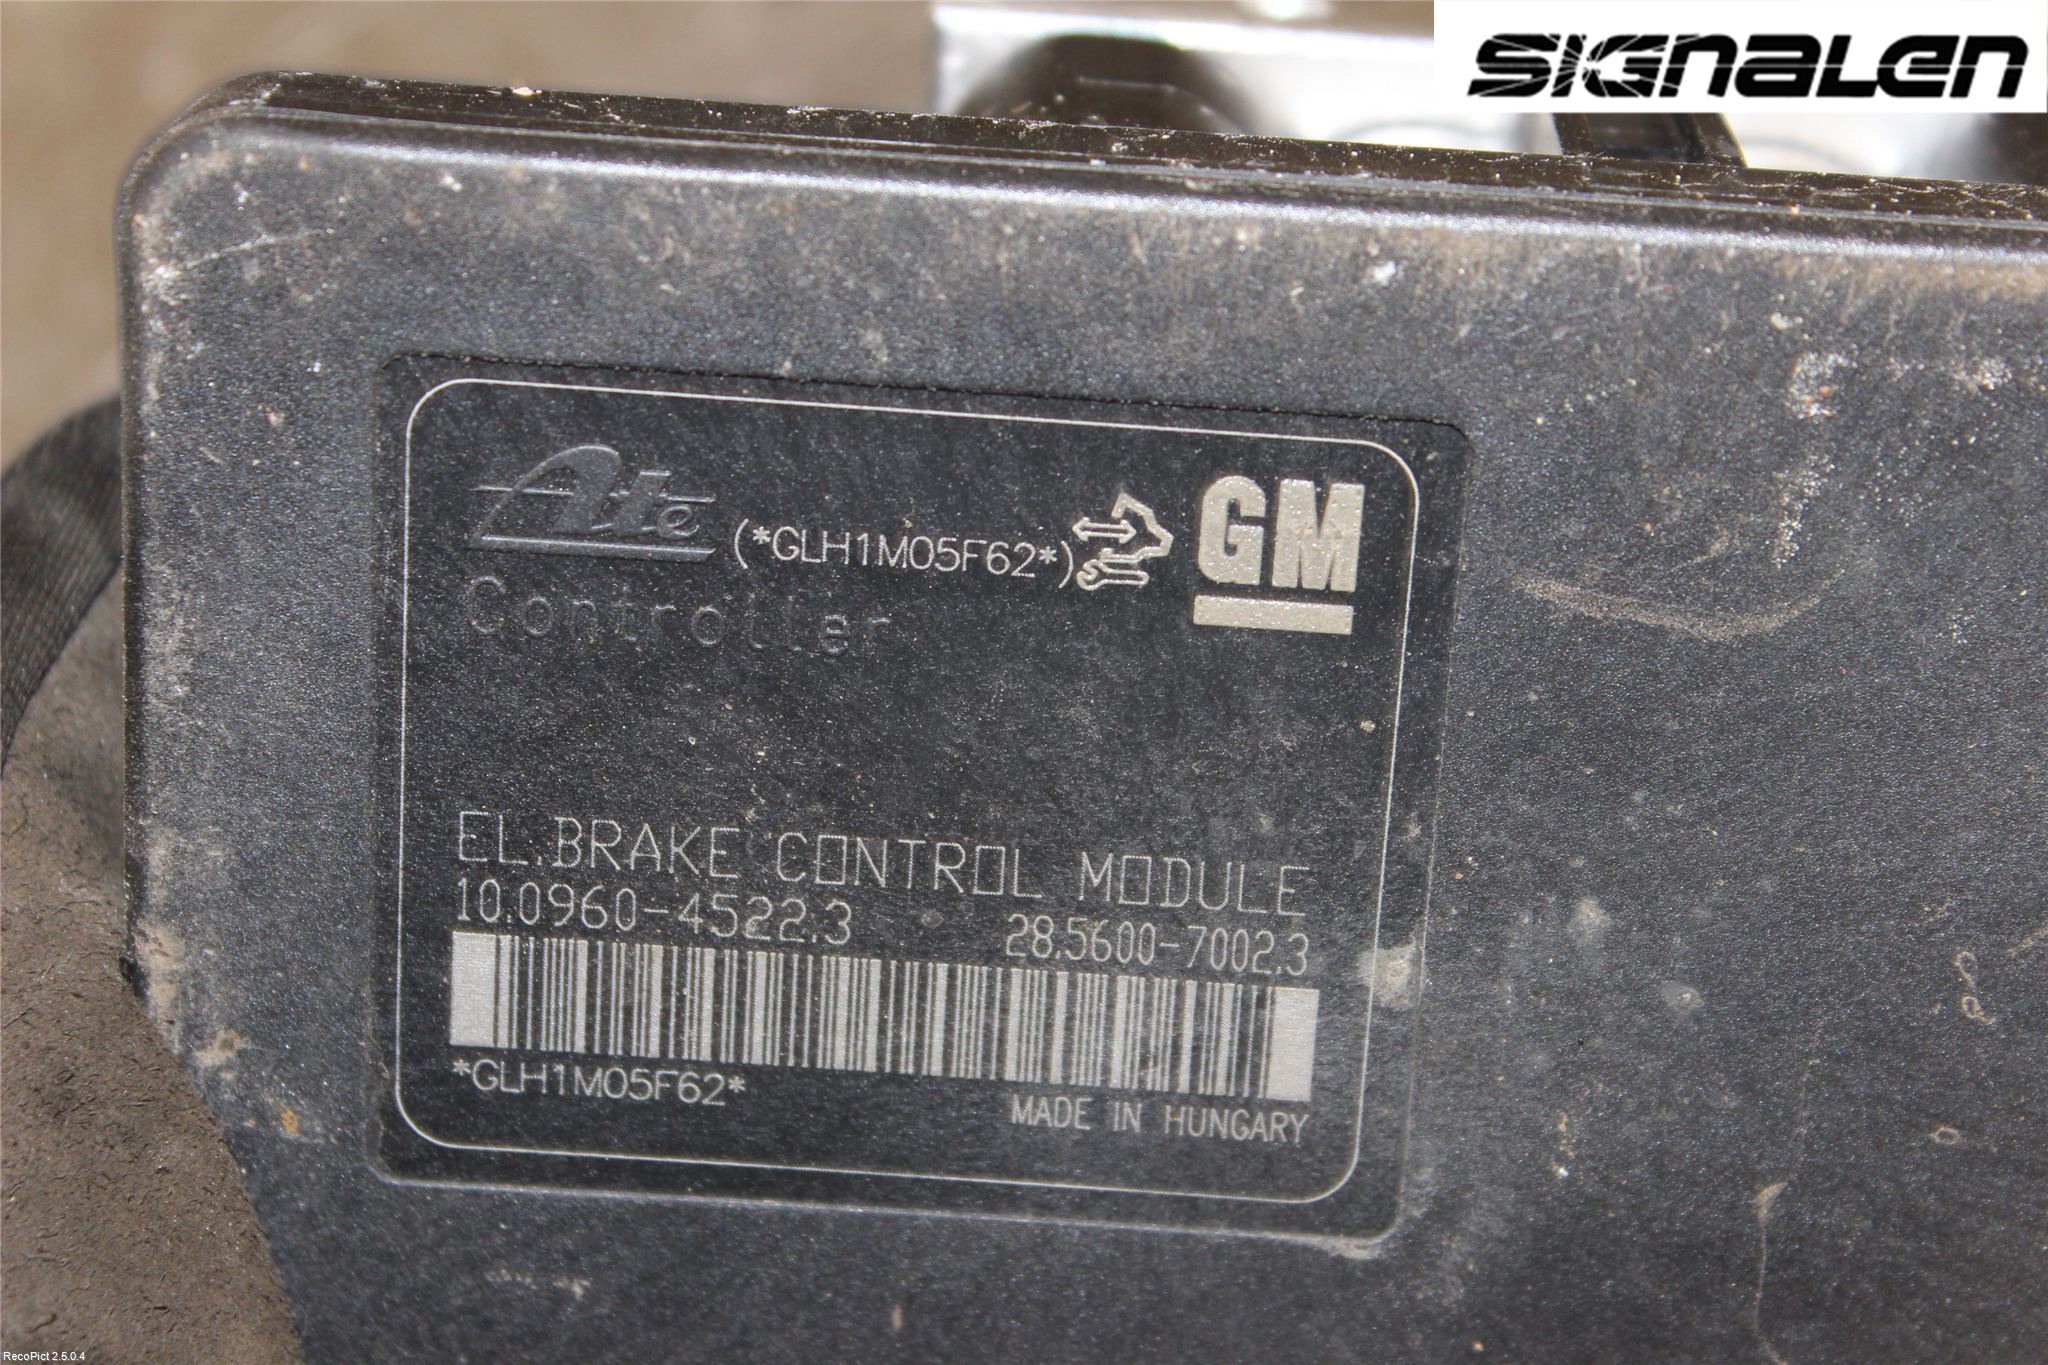 SIGNALEN
Ate (*GLH1M05F62*) GM
Controller
EL.BRAKE CONTROL MODULE
10.0960-4522.3 28.5600-7002.3
*GLH1M05F62*
MADE IN HUNGARY
RecoPict 2.5.0.4